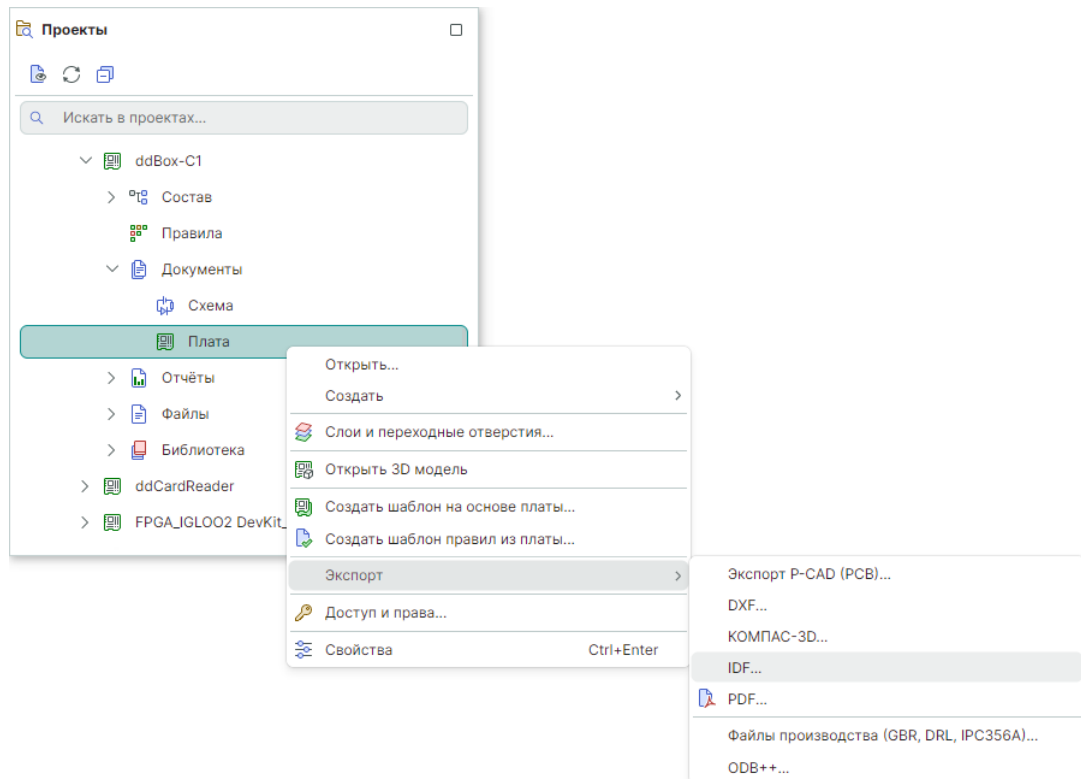 Проекты
Искать в проектах...
ddBox-C1
Состав
Правила
Документы
Схема
Плата
Отчёты
Файлы
Библиотека
ddCardReader
FPGA_IGLOO2 DevKit_
Открыть...
Создать
Слои и переходные отверстия...
Открыть 3D модель
Создать шаблон на основе платы...
Создать шаблон правил из платы...
Экспорт
Доступ и права...
Свойства Ctrl+Enter
Экспорт P-CAD (PCB)...
DXF...
КОМПАС-3D...
IDF...
PDF...
Файлы производства (GBR, DRL, IPC356A)...
ODB++...